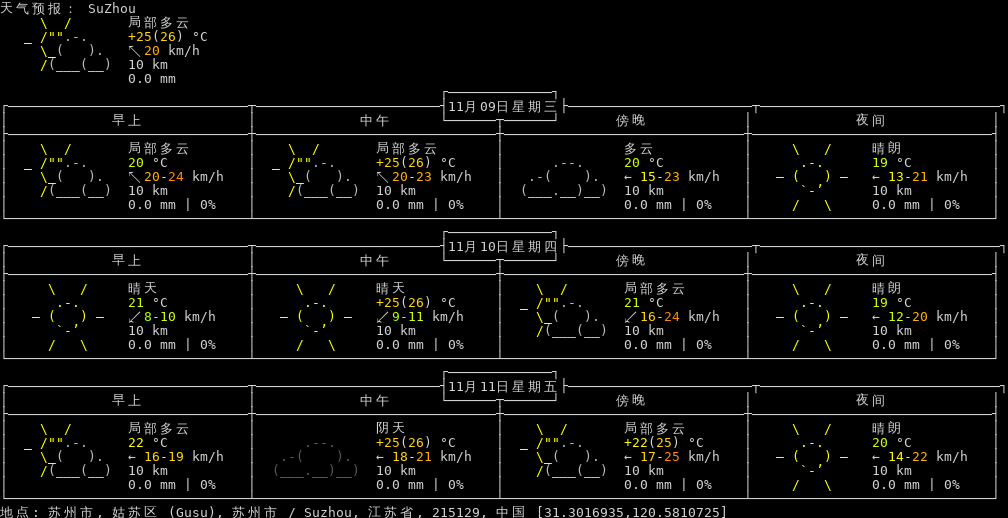 天气预报: SuZhou
局部多云
+25(26) °C
↖ 20 km/h
10 km
0.0 mm
11月09日星期三
早上 中午 傍晚 夜间
局部多云 局部多云 多云 晴朗
20 °C +25(26) °C 20 °C 19 °C
↖ 20-24 km/h ↖ 20-23 km/h ← 15-23 km/h ← 13-21 km/h
10 km 10 km 10 km 10 km
0.0 mm | 0% 0.0 mm | 0% 0.0 mm | 0% 0.0 mm | 0%
11月10日星期四
早上 中午 傍晚 夜间
晴天 晴天 局部多云 晴朗
21 °C +25(26) °C 21 °C 19 °C
↙ 8-10 km/h ↙ 9-11 km/h ↙ 16-24 km/h ← 12-20 km/h
10 km 10 km 10 km 10 km
0.0 mm | 0% 0.0 mm | 0% 0.0 mm | 0% 0.0 mm | 0%
11月11日星期五
早上 中午 傍晚 夜间
局部多云 阴天 局部多云 晴朗
22 °C +25(26) °C +22(25) °C 20 °C
← 16-19 km/h ← 18-21 km/h ← 17-25 km/h ← 14-22 km/h
10 km 10 km 10 km 10 km
0.0 mm | 0% 0.0 mm | 0% 0.0 mm | 0% 0.0 mm | 0%
地点: 苏州市, 姑苏区 (Gusu), 苏州市 / Suzhou, 江苏省, 215129, 中国 [31.3016935,120.5810725]